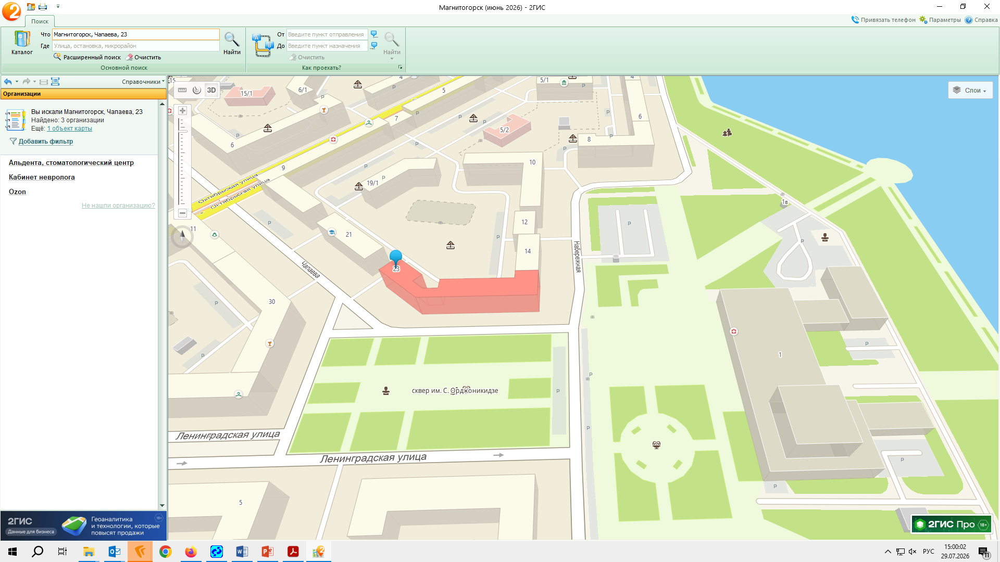 Магнитогорск (июнь 2026) - 2ГИС
Поиск
Привязать телефон
Параметры
Справка
Каталог
Что
Магнитогорск, Чапаева, 23
Где
Улица, остановка, микрорайон
Расширенный поиск
Очистить
Найти
Основной поиск
От
Введите пункт отправления
До
Введите пункт назначения
Очистить
Найти
Как проехать?
Справочники
Организации
Вы искали Магнитогорск, Чапаева, 23
Найдено: 3 организации
Ещё: 1 объект карты
Добавить фильтр
Альдента, стоматологический центр
Кабинет невролога
Ozon
Не нашли организацию?
2ГИС
Данные для бизнеса
Геоаналитика
и технологии, которые
повысят продажи
18+
3D
Слои
15
15/1
6/1
4
5
5/1
4
7
6
5/2
6
8
9
10
19/1
1в
11
12
21
14
23
30
1
5
P
A
B
Октябрьская улица
Октябрьская улица
Чапаева
Набережная
сквер им. С. Орджоникидзе
Ленинградская улица
Ленинградская улица
2ГИС Про
18+
РУС
15:00:02
29.07.2026
11